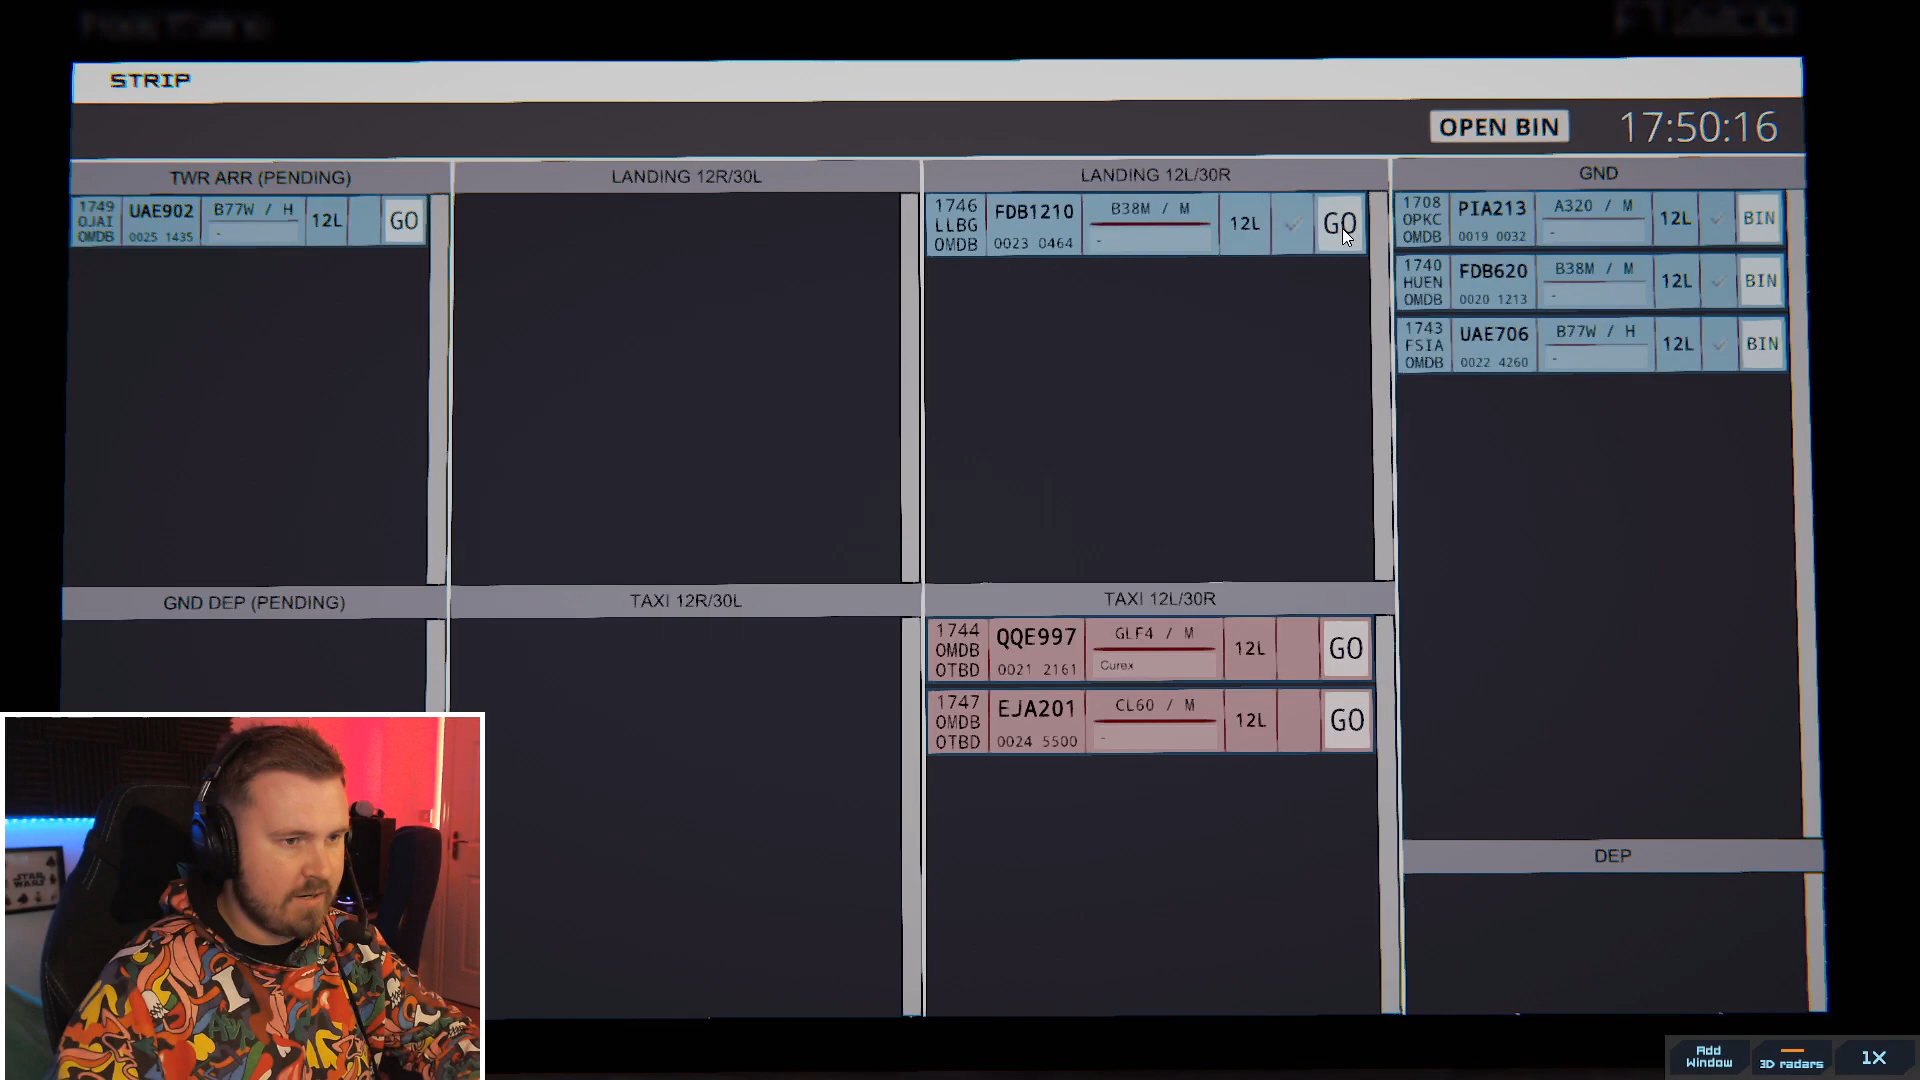 STRIP
OPEN BIN 17:50:16
TWR ARR (PENDING)
1749 OJAI OMDB UAE902 0025 1435 B77W / H - 12L GO
LANDING 12R/30L
LANDING 12L/30R
1746 LLBG OMDB FDB1210 0023 0464 B38M / M - 12L GO
GND
1708 OPKC OMDB PIA213 0019 0032 A320 / M - 12L BIN
1740 HUEN OMDB FDB620 0020 1213 B38M / M - 12L BIN
1743 FSIA OMDB UAE706 0022 4260 B77W / H - 12L BIN
GND DEP (PENDING)
TAXI 12R/30L
TAXI 12L/30R
1744 OMDB OTBD QQE997 0021 2161 GLF4 / M Curex 12L GO
1747 OMDB OTBD EJA201 0024 5500 CL60 / M - 12L GO
DEP
STAR WARS
Add Window
3D radars
1X